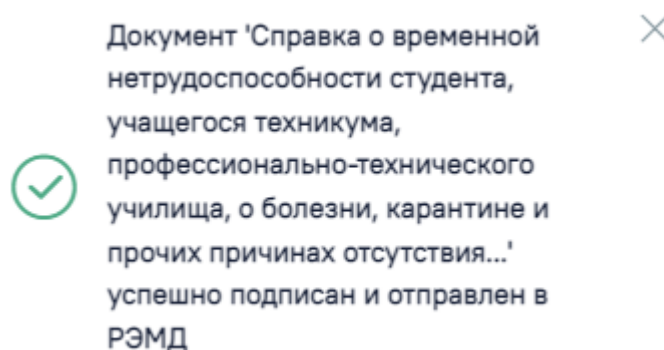 Документ 'Справка о временной
нетрудоспособности студента,
учащегося техникума,
профессионально-технического
училища, о болезни, карантине и
прочих причинах отсутствия...'
успешно подписан и отправлен в
РЭМД